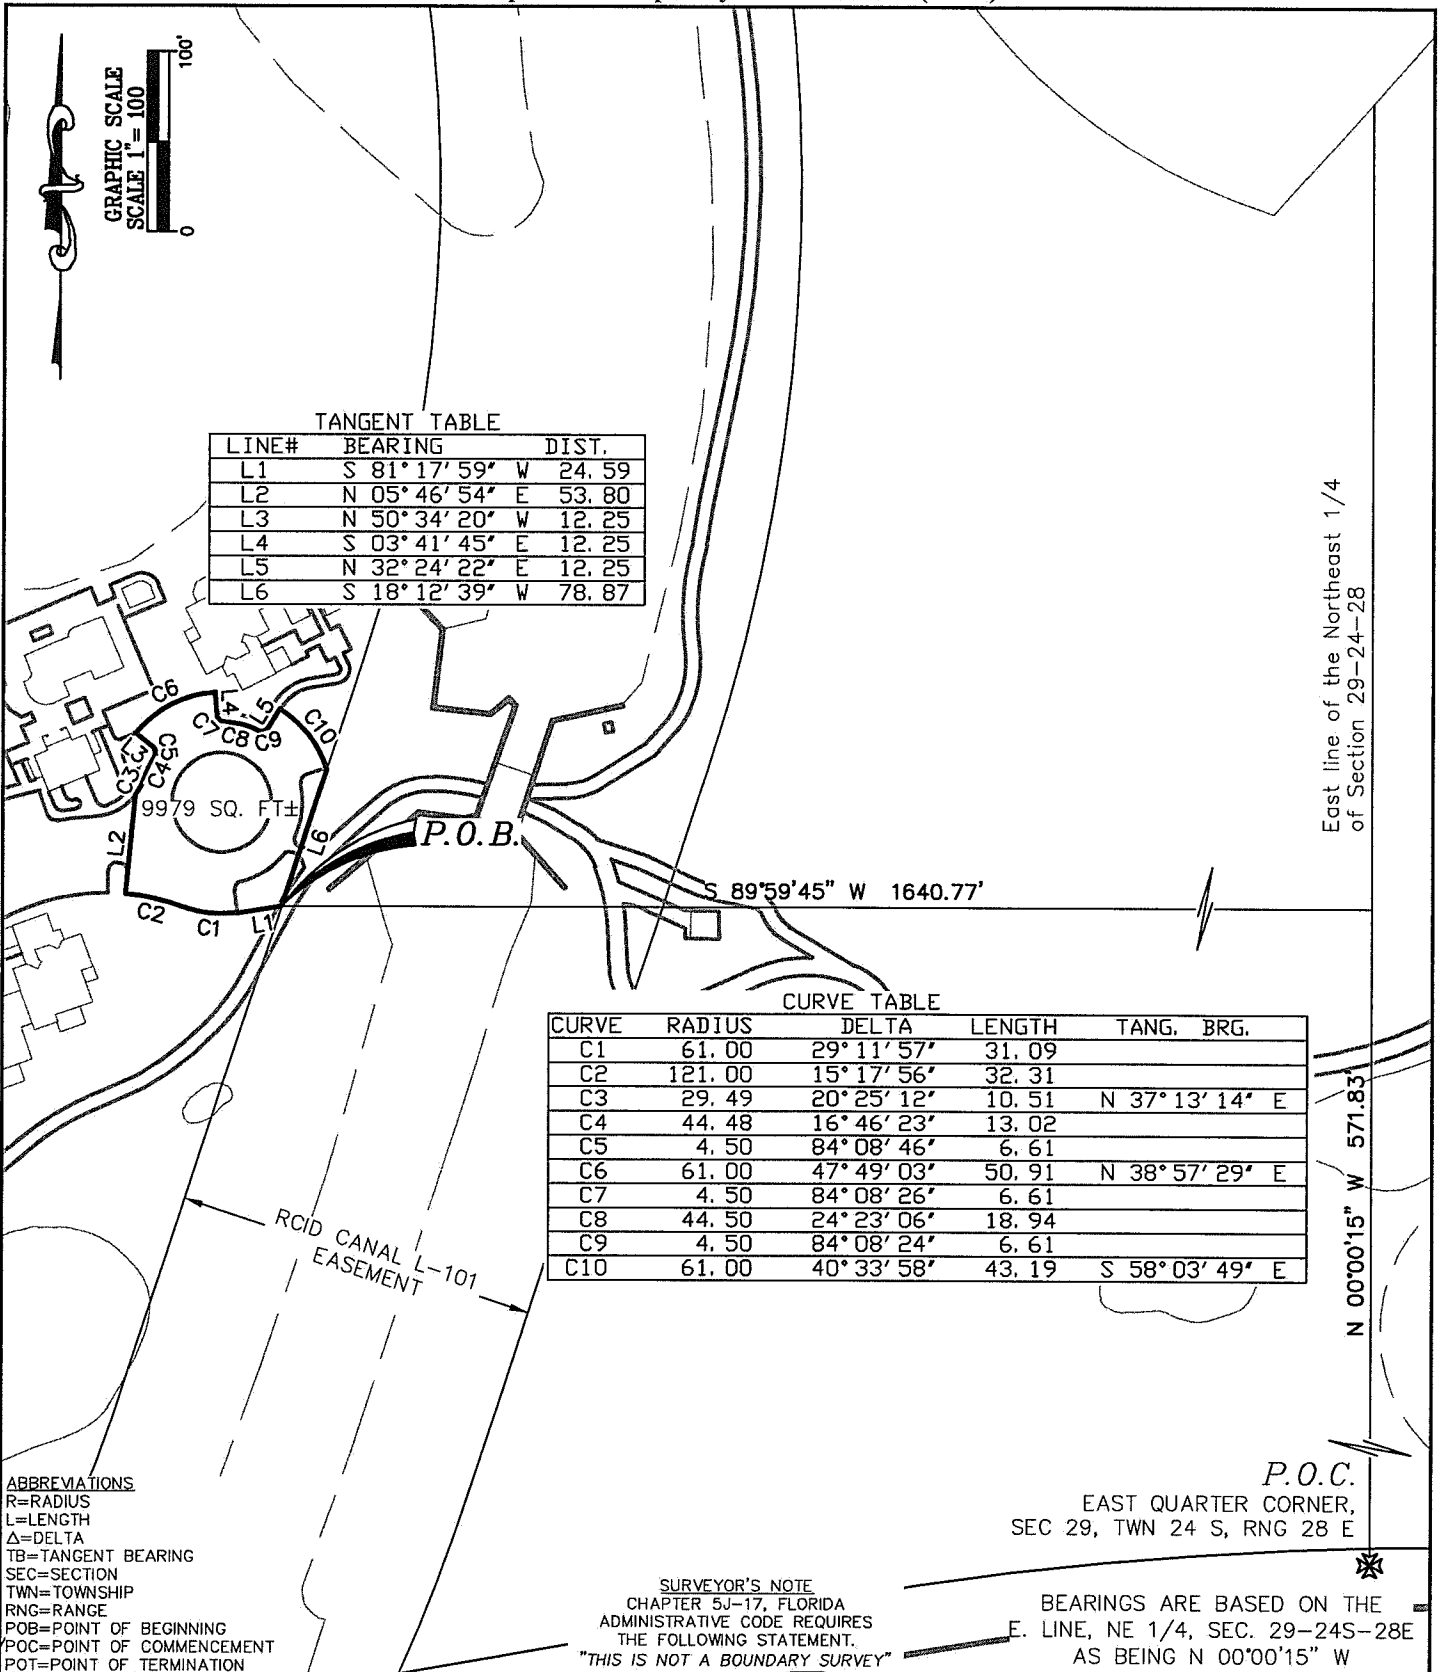 GRAPHIC SCALE
SCALE 1"= 100
0
100'
TANGENT TABLE
LINE# BEARING DIST.
L1 S 81°17'59" W 24.59
L2 N 05°46'54" E 53.80
L3 N 50°34'20" W 12.25
L4 S 03°41'45" E 12.25
L5 N 32°24'22" E 12.25
L6 S 18°12'39" W 78.87
East line of the Northeast 1/4
of Section 29-24-28
C6
L4
L5
C10
C7
C8
C9
L3
C5
C3
C4
9979 SQ. FT±
L2
L6
P.O.B.
C2
C1
L1
S 89°59'45" W 1640.77'
CURVE TABLE
CURVE RADIUS DELTA LENGTH TANG. BRG.
C1 61.00 29°11'57" 31.09
C2 121.00 15°17'56" 32.31
C3 29.49 20°25'12" 10.51 N 37°13'14" E
C4 44.48 16°46'23" 13.02
C5 4.50 84°08'46" 6.61
C6 61.00 47°49'03" 50.91 N 38°57'29" E
C7 4.50 84°08'26" 6.61
C8 44.50 24°23'06" 18.94
C9 4.50 84°08'24" 6.61
C10 61.00 40°33'58" 43.19 S 58°03'49" E
N 00°00'15" W 571.83'
RCID CANAL L-101
EASEMENT
P.O.C.
EAST QUARTER CORNER,
SEC 29, TWN 24 S, RNG 28 E
ABBREVIATIONS
R=RADIUS
L=LENGTH
Δ=DELTA
TB=TANGENT BEARING
SEC=SECTION
TWN=TOWNSHIP
RNG=RANGE
POB=POINT OF BEGINNING
POC=POINT OF COMMENCEMENT
POT=POINT OF TERMINATION
SURVEYOR'S NOTE
CHAPTER 5J-17, FLORIDA
ADMINISTRATIVE CODE REQUIRES
THE FOLLOWING STATEMENT.
"THIS IS NOT A BOUNDARY SURVEY"
BEARINGS ARE BASED ON THE
E. LINE, NE 1/4, SEC. 29-24S-28E
AS BEING N 00°00'15" W